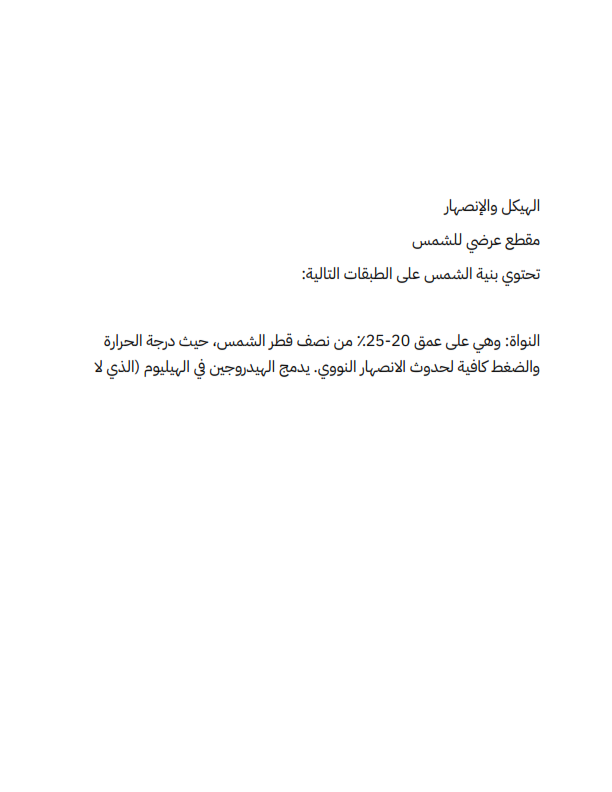 الهيكل والإنصهار
مقطع عرضي للشمس
تحتوي بنية الشمس على الطبقات التالية:
النواة: وهي على عمق 20-25٪ من نصف قطر الشمس، حيث درجة الحرارة
والضغط كافية لحدوث الانصهار النووي. يدمج الهيدروجين في الهيليوم (الذي لا